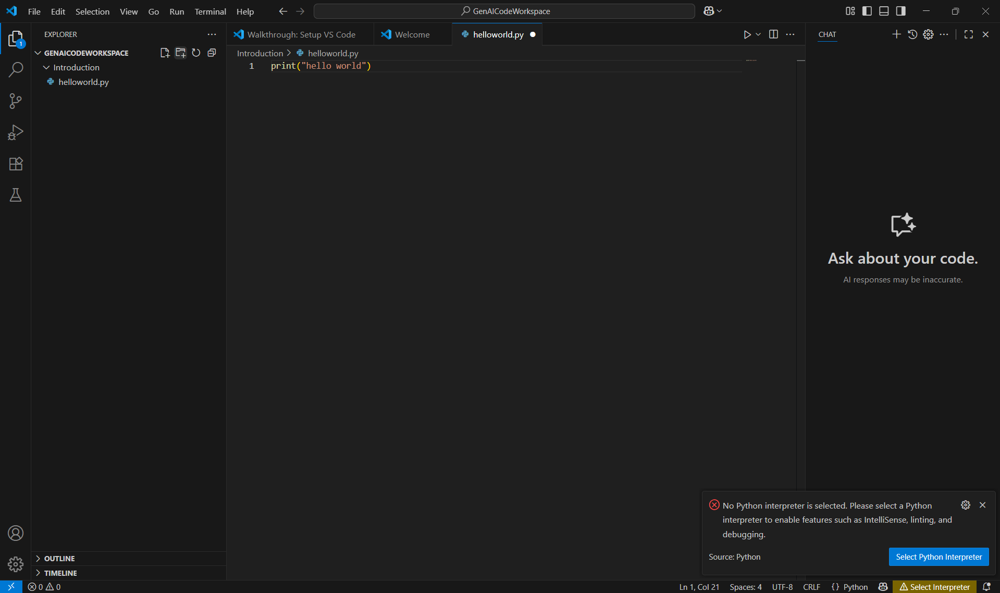 File Edit Selection View Go Run Terminal Help
GenAICodeWorkspace
EXPLORER
GENAICODEWORKSPACE
Introduction
helloworld.py
OUTLINE
TIMELINE
1
Walkthrough: Setup VS Code
Welcome
helloworld.py
Introduction > helloworld.py
1 print("hello world")
CHAT
Ask about your code.
AI responses may be inaccurate.
No Python interpreter is selected. Please select a Python
interpreter to enable features such as IntelliSense, linting, and
debugging.
Source: Python
Select Python Interpreter
0 0
Ln 1, Col 21 Spaces: 4 UTF-8 CRLF {} Python Select Interpreter